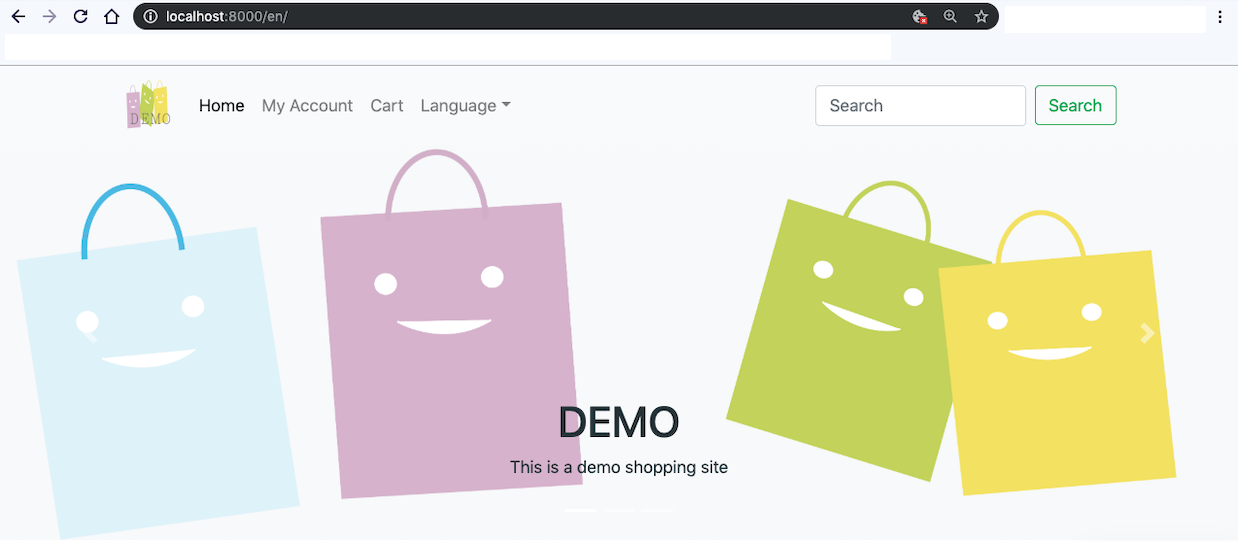 localhost:8000/en/
DEMO
Home My Account Cart Language
Search
Search
DEMO
This is a demo shopping site